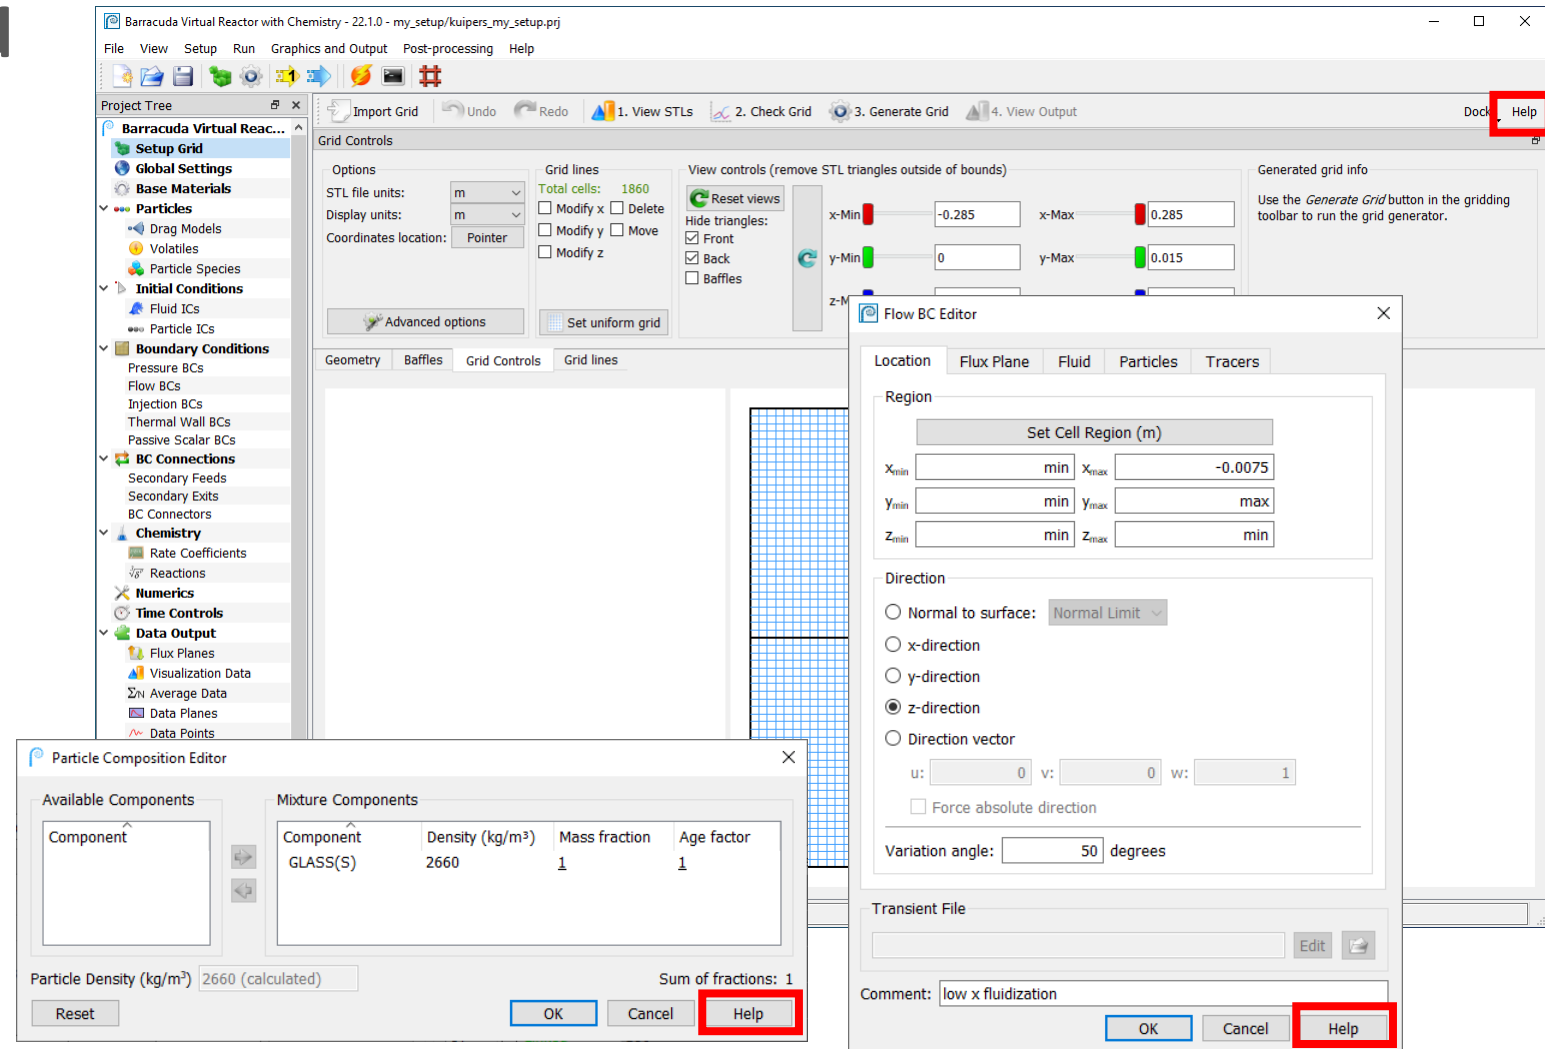 Barracuda Virtual Reactor with Chemistry - 22.1.0 - my_setup/kuipers_my_setup.prj
File View Setup Run Graphics and Output Post-processing Help
Project Tree
Import Grid Undo Redo 1. View STLs 2. Check Grid 3. Generate Grid 4. View Output Dock Help
Barracuda Virtual Reac...
Setup Grid
Global Settings
Base Materials
Particles
Drag Models
Volatiles
Particle Species
Initial Conditions
Fluid ICs
Particle ICs
Boundary Conditions
Pressure BCs
Flow BCs
Injection BCs
Thermal Wall BCs
Passive Scalar BCs
BC Connections
Secondary Feeds
Secondary Exits
BC Connectors
Chemistry
Rate Coefficients
Reactions
Numerics
Time Controls
Data Output
Flux Planes
Visualization Data
Average Data
Data Planes
Data Points
Grid Controls
Options
STL file units: m
Display units: m
Coordinates location: Pointer
Advanced options
Grid lines
Total cells: 1860
Modify x Delete
Modify y Move
Modify z
Set uniform grid
View controls (remove STL triangles outside of bounds)
Reset views
Hide triangles:
Front
Back
Baffles
x-Min -0.285 x-Max 0.285
y-Min 0 y-Max 0.015
Generated grid info
Use the Generate Grid button in the gridding
toolbar to run the grid generator.
Geometry Baffles Grid Controls Grid lines
Flow BC Editor
Location Flux Plane Fluid Particles Tracers
Region
Set Cell Region (m)
xmin min xmax -0.0075
ymin min ymax max
zmin min zmax min
Direction
Normal to surface: Normal Limit
x-direction
y-direction
z-direction
Direction vector
u: 0 v: 0 w: 1
Force absolute direction
Variation angle: 50 degrees
Transient File
Edit
Comment: low x fluidization
OK Cancel Help
Particle Composition Editor
Available Components
Component
Mixture Components
Component Density (kg/m³) Mass fraction Age factor
GLASS(S) 2660 1 1
Particle Density (kg/m³) 2660 (calculated) Sum of fractions: 1
Reset OK Cancel Help